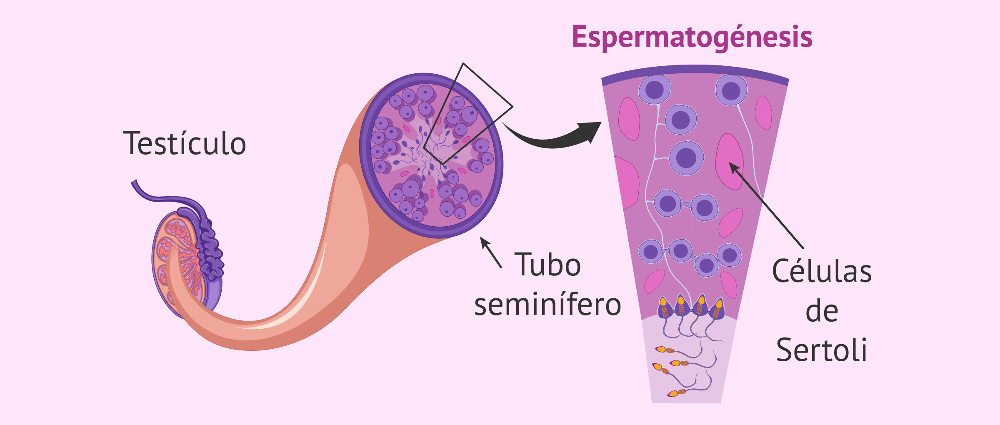 Espermatogénesis
Testículo
Tubo
seminífero
Células
de
Sertoli